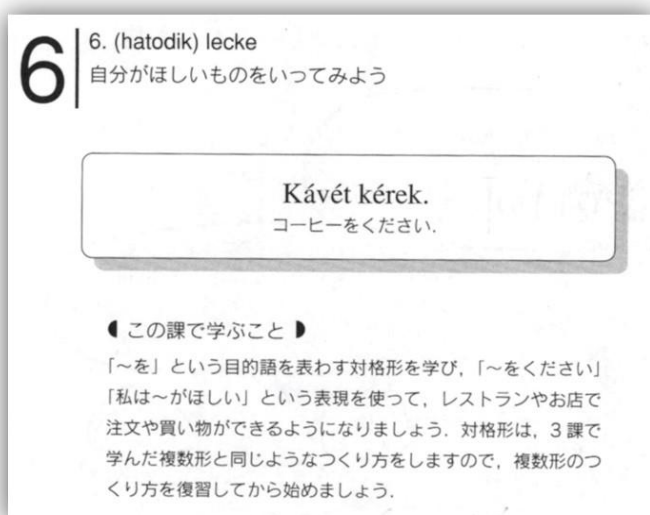 6
6. (hatodik) lecke
自分がほしいものをいってみよう
Kávét kérek.
コーヒーをください.
◖ この課で学ぶこと ◗
「〜を」という目的語を表わす対格形を学び，「〜をください」
「私は〜がほしい」という表現を使って，レストランやお店で
注文や買い物ができるようになりましょう．対格形は，3 課で
学んだ複数形と同じようなつくり方をしますので，複数形のつ
くり方を復習してから始めましょう．